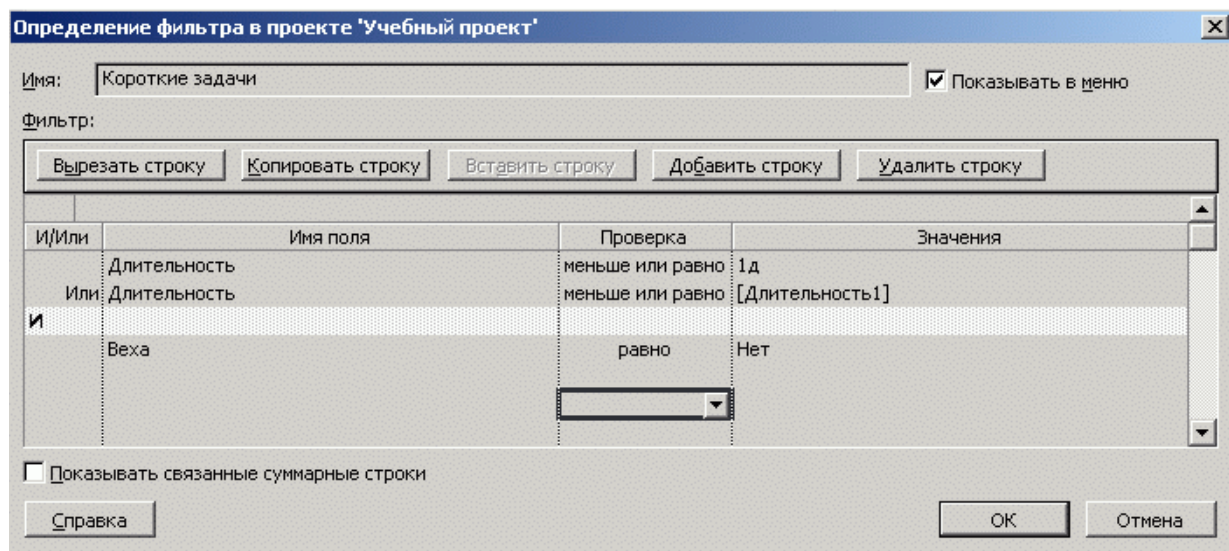 Определение фильтра в проекте 'Учебный проект'
Имя: Короткие задачи Показывать в меню
Фильтр:
Вырезать строку Копировать строку Вставить строку Добавить строку Удалить строку
И/Или Имя поля Проверка Значения
Длительность меньше или равно 1д
Или Длительность меньше или равно [Длительность1]
И
Веха равно Нет
Показывать связанные суммарные строки
Справка ОК Отмена